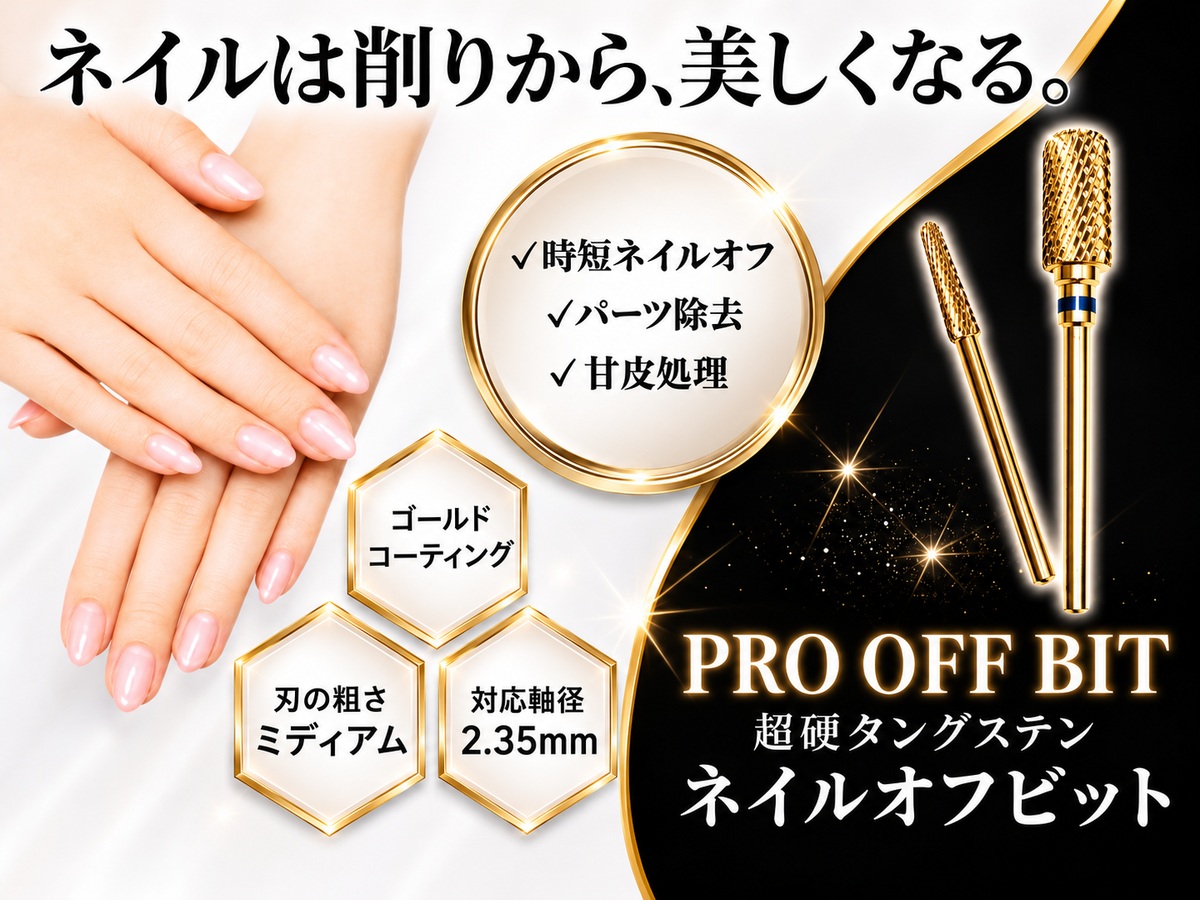 ネイルは削りから、美しくなる。
✓時短ネイルオフ
✓パーツ除去
✓甘皮処理
ゴールド
コーティング
刃の粗さ
ミディアム
対応軸径
2.35mm
PRO OFF BIT
超硬タングステン
ネイルオフビット